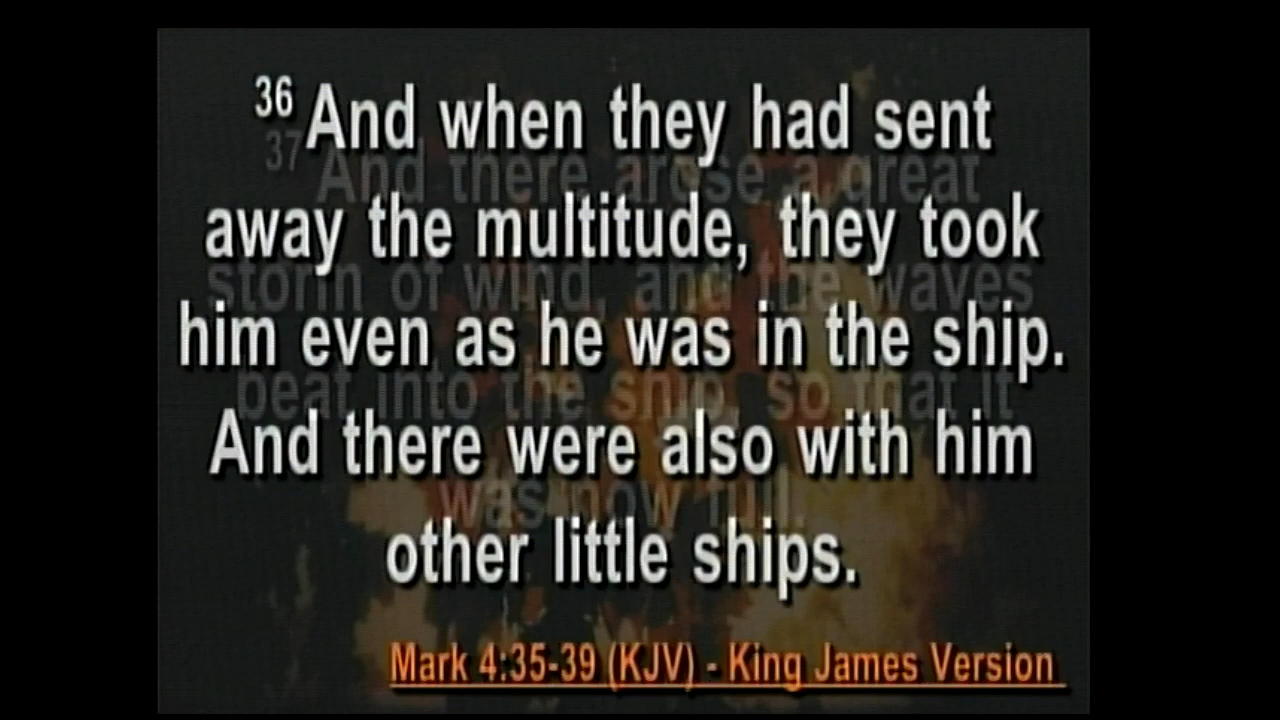 36 And when they had sent
37 And there arose a great
away the multitude, they took
storm of wind, and the waves
him even as he was in the ship.
beat into the ship, so that it
And there were also with him
was now full.
other little ships.
Mark 4:35-39 (KJV) - King James Version